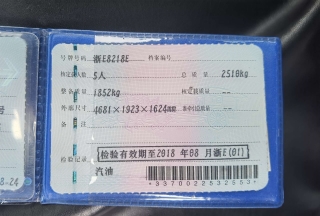 号牌号码 浙E8218E 档案编号
核定载人数 5人 总质量 2510kg
整备质量 1852kg 核定载质量 --
外廓尺寸 4681×1923×1624mm 准牵引总质量 --
备注
检验记录 检验有效期至2018年08月浙E(01)
汽油
*3370022532553*
8-24